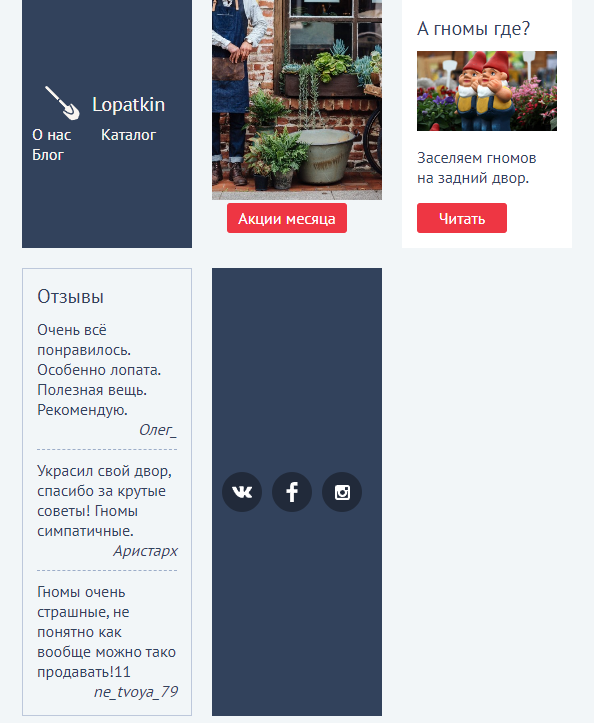 Lopatkin
О нас
Каталог
Блог
Акции месяца
А гномы где?
Заселяем гномов
на задний двор.
Читать
Отзывы
Очень всё
понравилось.
Особенно лопата.
Полезная вещь.
Рекомендую.
Олег_
Украсил свой двор,
спасибо за крутые
советы! Гномы
симпатичные.
Аристарх
Гномы очень
страшные, не
понятно как
вообще можно тако
продавать!11
ne_tvoya_79